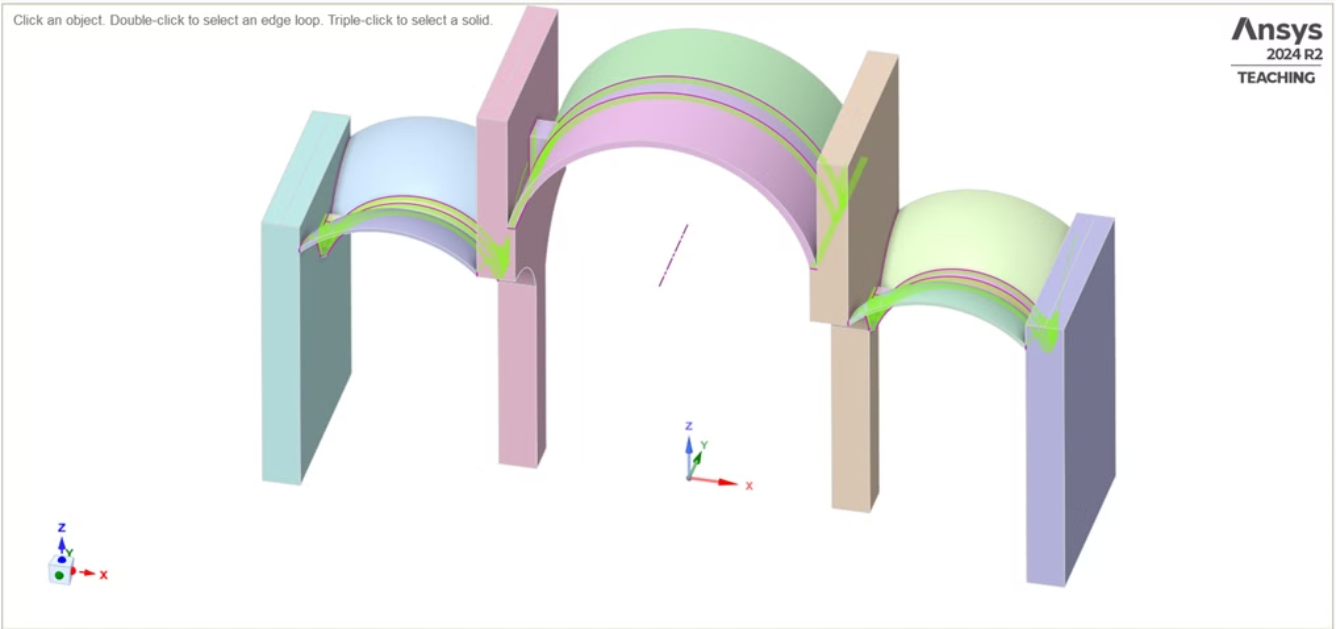 Click an object. Double-click to select an edge loop. Triple-click to select a solid.
Ansys
2024 R2
TEACHING
Z
Y
X
Z
Y
X